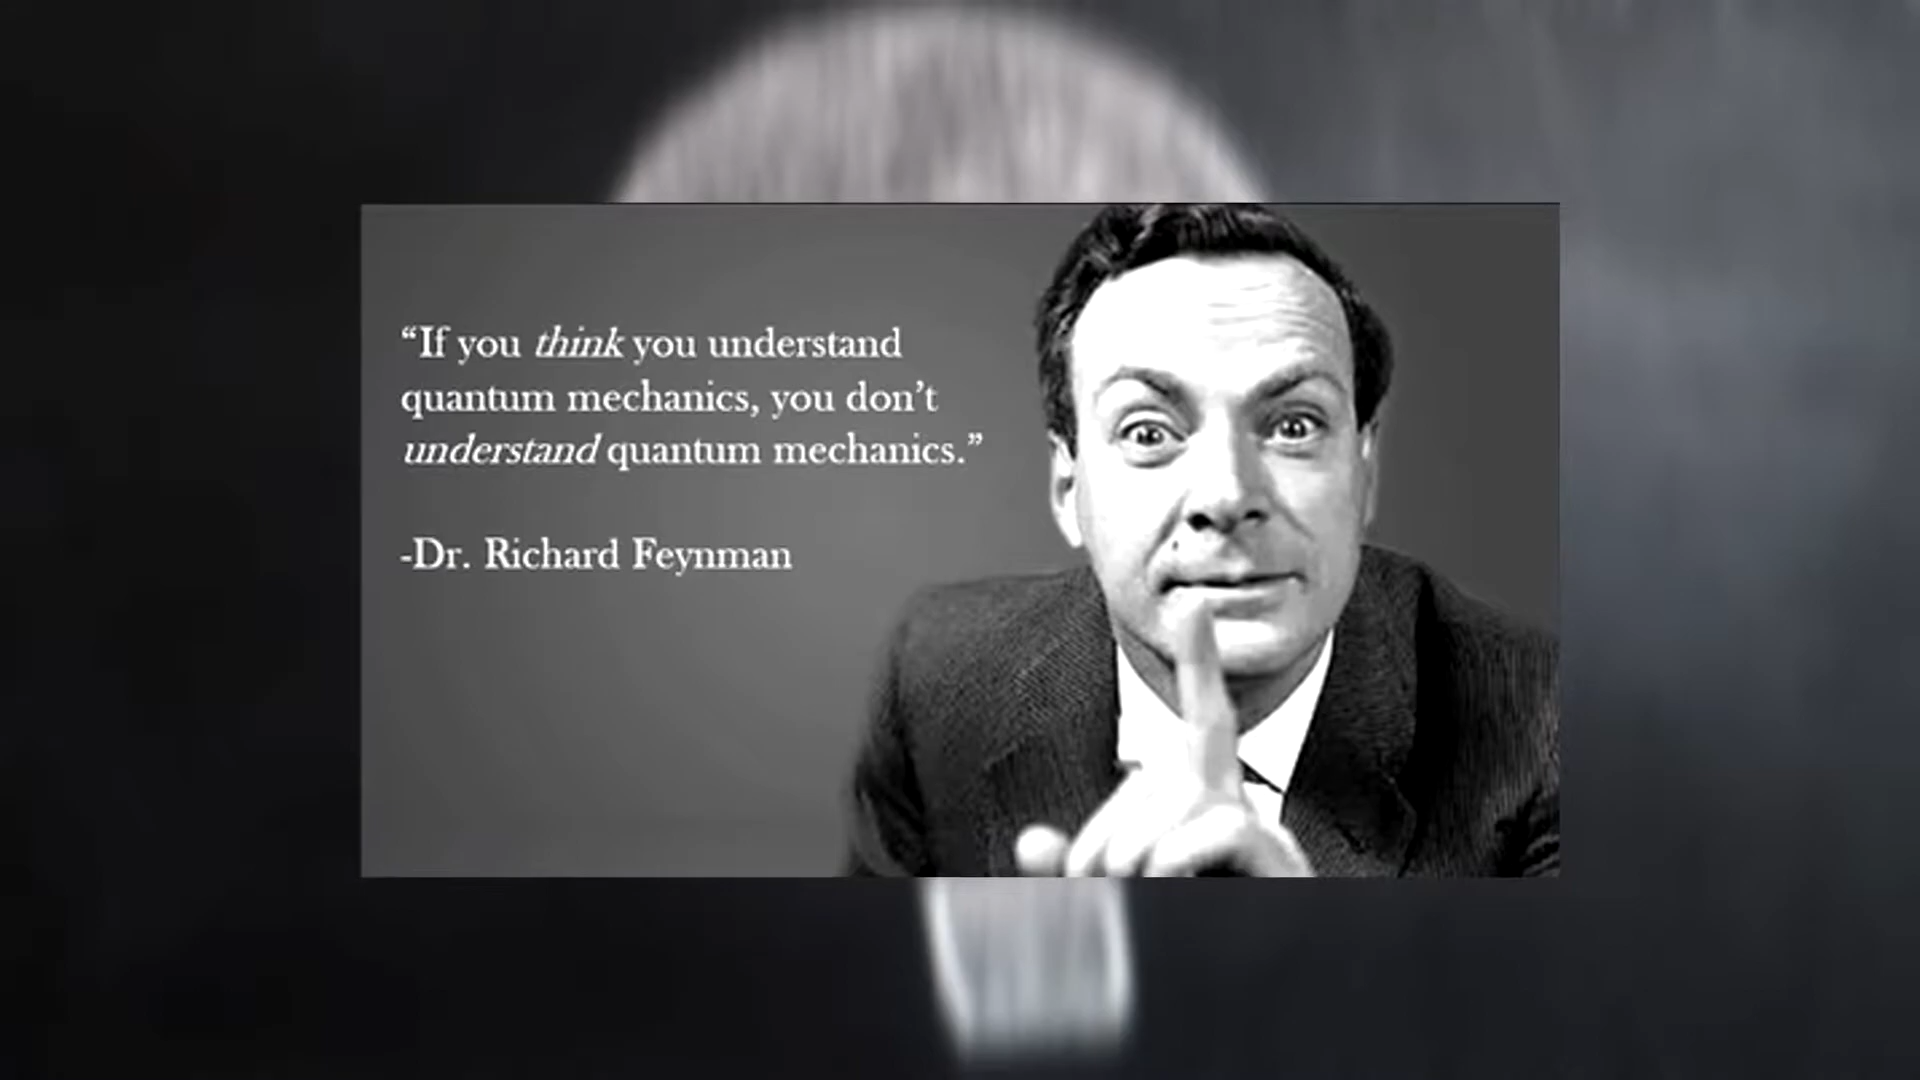 “If you think you understand
quantum mechanics, you don’t
understand quantum mechanics.”
-Dr. Richard Feynman